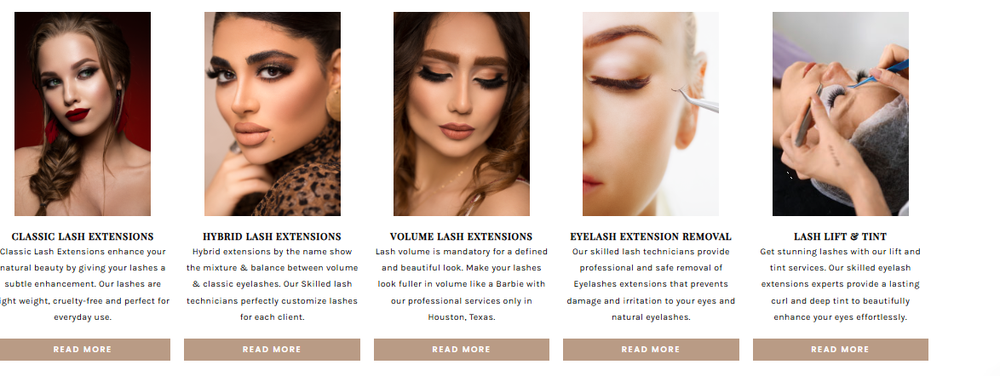 CLASSIC LASH EXTENSIONS
Classic Lash Extensions enhance your
natural beauty by giving your lashes a
subtle enhancement. Our lashes are
ight weight, cruelty-free and perfect for
everyday use.
READ MORE
HYBRID LASH EXTENSIONS
Hybrid extensions by the name show
the mixture & balance between volume
& classic eyelashes. Our Skilled lash
technicians perfectly customize lashes
for each client.
READ MORE
VOLUME LASH EXTENSIONS
Lash volume is mandatory for a defined
and beautiful look. Make your lashes
look fuller in volume like a Barbie with
our professional services only in
Houston, Texas.
READ MORE
EYELASH EXTENSION REMOVAL
Our skilled lash technicians provide
professional and safe removal of
Eyelashes extensions that prevents
damage and irritation to your eyes and
natural eyelashes.
READ MORE
LASH LIFT & TINT
Get stunning lashes with our lift and
tint services. Our skilled eyelash
extensions experts provide a lasting
curl and deep tint to beautifully
enhance your eyes effortlessly.
READ MORE